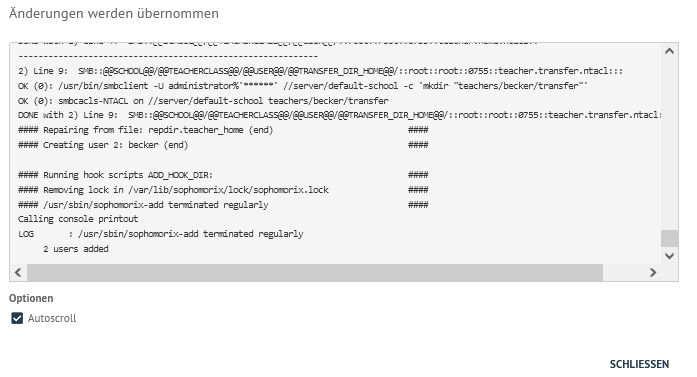 Änderungen werden übernommen
--------------------------------------------------------------
2) Line 9:  SMB::@@SCHOOL@@/@@TEACHERCLASS@@/@@USER@@/@@TRANSFER_DIR_HOME@@/::root::root::0755::teacher.transfer.ntacl:::
OK (0): /usr/bin/smbclient -U administrator%'******' //server/default-school -c 'mkdir "teachers/becker/transfer"'
OK (0): smbcacls-NTACL on //server/default-school teachers/becker/transfer
DONE with 2) Line 9:  SMB::@@SCHOOL@@/@@TEACHERCLASS@@/@@USER@@/@@TRANSFER_DIR_HOME@@/::root::root::0755::teacher.transfer.ntacl:
#### Repairing from file: repdir.teacher_home (end) ####
#### Creating user 2: becker (end) ####
#### Running hook scripts ADD_HOOK_DIR: ####
#### Removing lock in /var/lib/sophomorix/lock/sophomorix.lock ####
#### /usr/sbin/sophomorix-add terminated regularly ####
Calling console printout
LOG       : /usr/sbin/sophomorix-add terminated regularly
2 users added
Optionen
Autoscroll
SCHLIESSEN